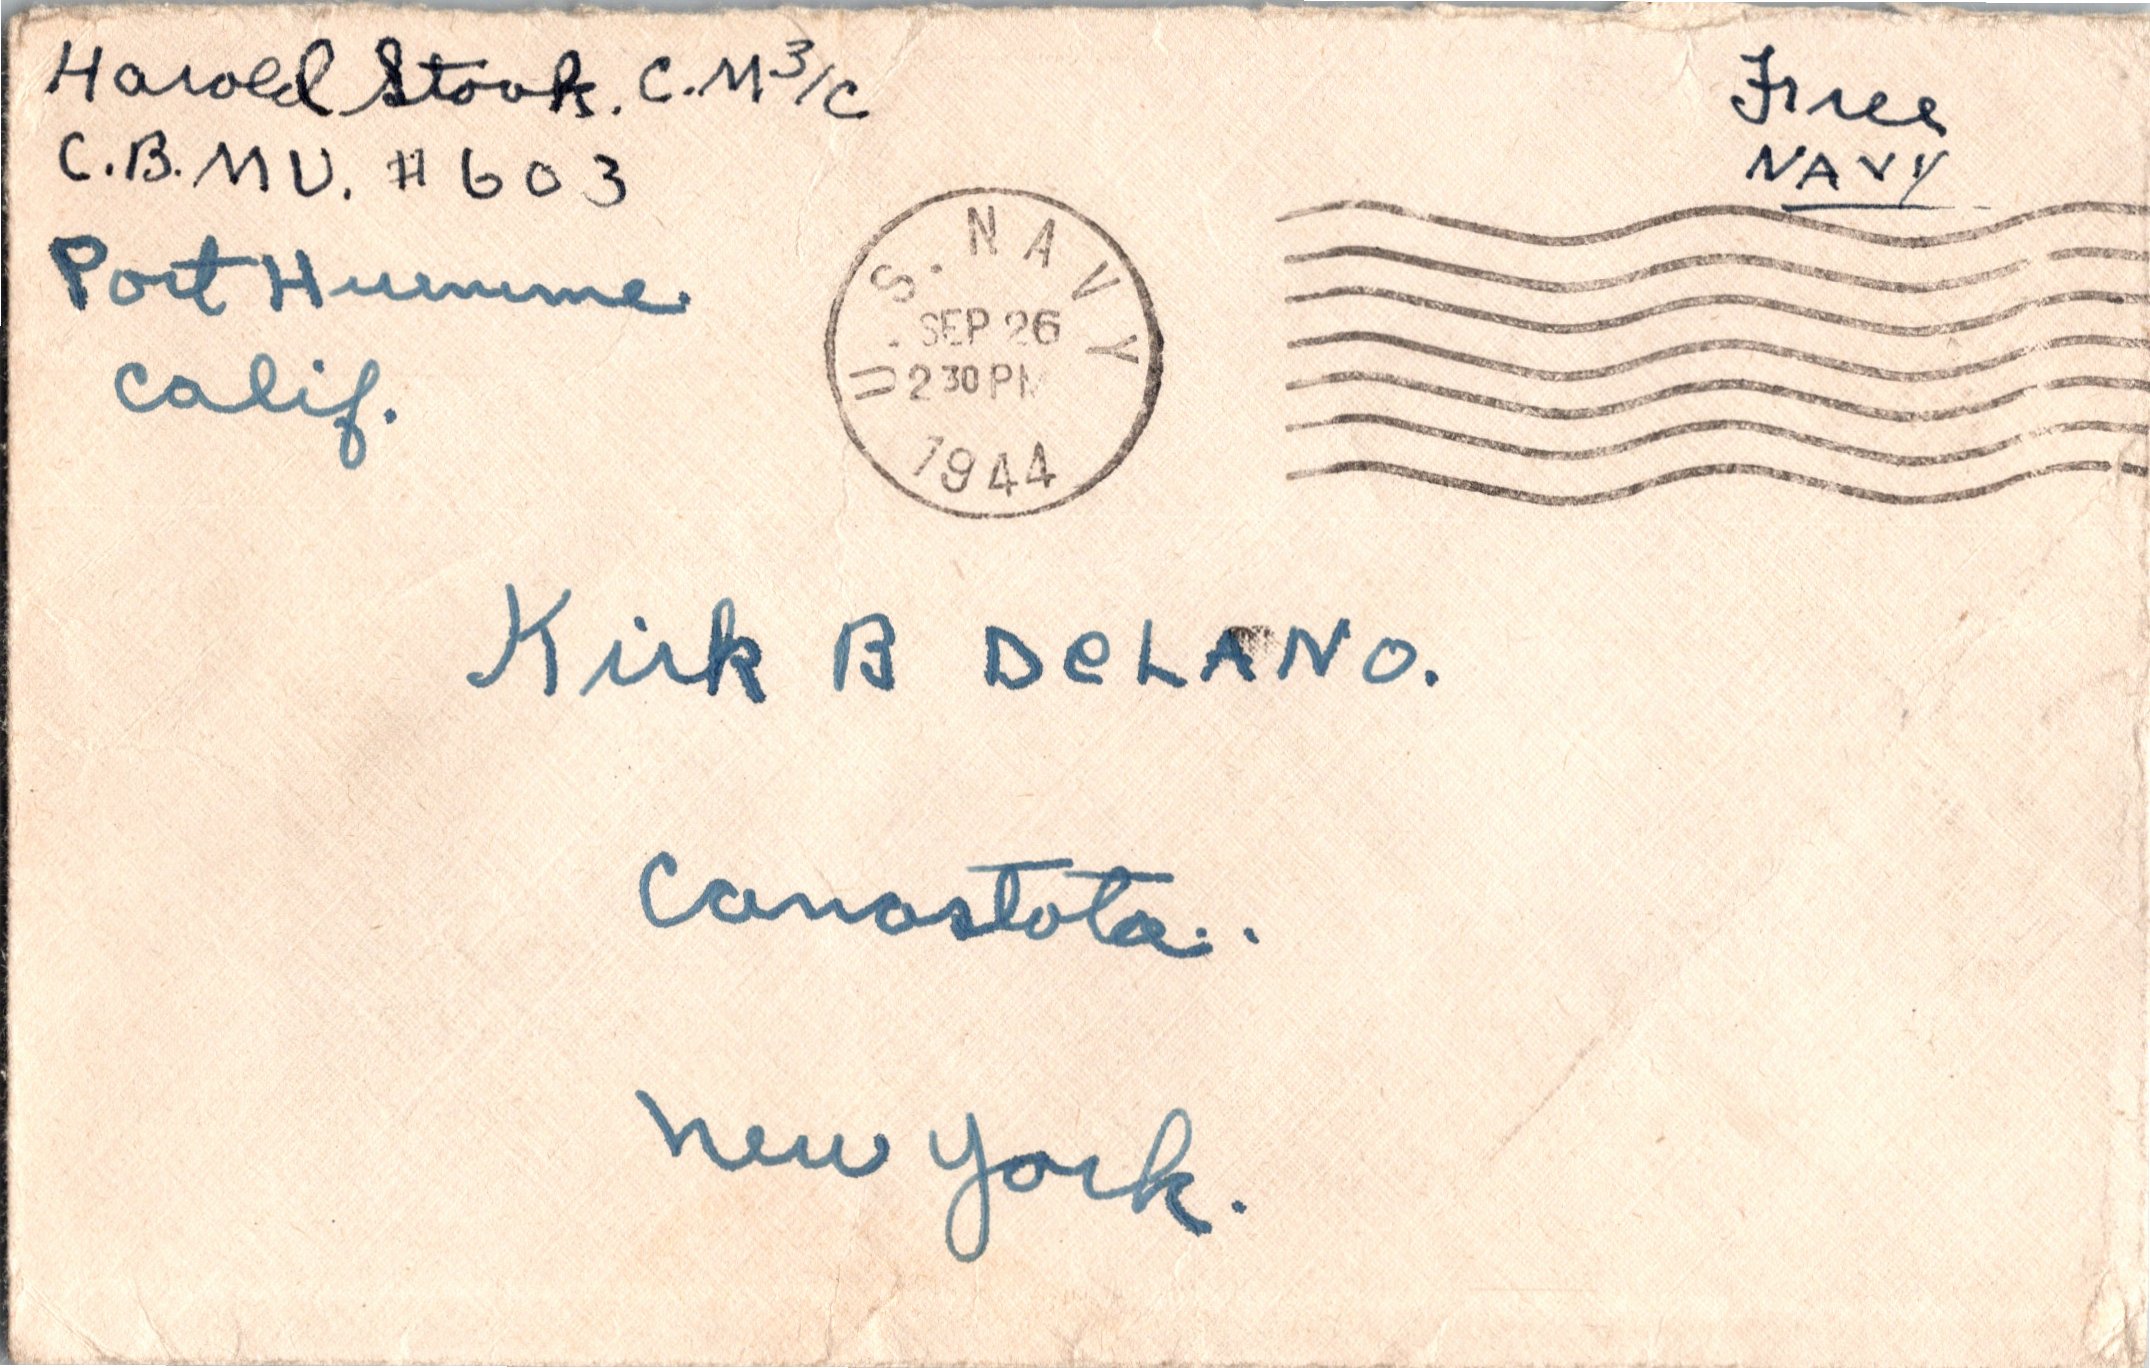 Harold Stook. C.M 3/c
C.B.M U. # 603
Port Hueneme
Calif.
Free
NAVY
U. S. NAVY
SEP 26
2 30 PM
1944
Kirk B DeLANO.
Canastota..
New York.